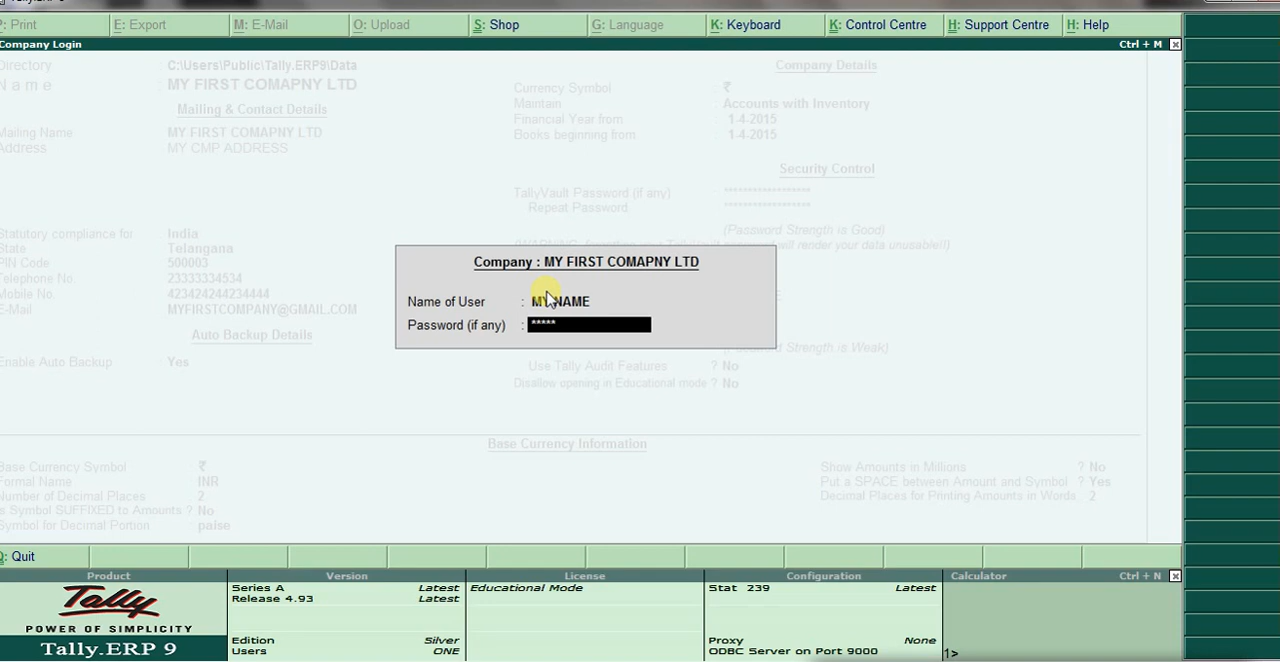 P: Print E: Export M: E-Mail O: Upload S: Shop G: Language K: Keyboard K: Control Centre H: Support Centre H: Help
Company Login Ctrl + M
Directory : C:\Users\Public\Tally.ERP9\Data
Name : MY FIRST COMAPNY LTD
Mailing & Contact Details
Mailing Name : MY FIRST COMAPNY LTD
Address : MY CMP ADDRESS
Statutory compliance for : India
State : Telangana
PIN Code : 500003
Telephone No. : 23333334534
Mobile No. : 423424244234444
E-Mail : MYFIRSTCOMPANY@GMAIL.COM
Auto Backup Details
Enable Auto Backup : Yes
Company Details
Currency Symbol : ₹
Maintain : Accounts with Inventory
Financial Year from : 1-4-2015
Books beginning from : 1-4-2015
Security Control
TallyVault Password (if any) : ******************
Repeat Password : ******************
(Password Strength is Good)
will render your data unusable!!)
Company : MY FIRST COMAPNY LTD
Name of User : MY NAME
Password (if any) : *****
Strength is Weak)
Use Tally Audit Features ? No
Disallow opening in Educational mode ? No
Base Currency Information
Base Currency Symbol : ₹
Formal Name : INR
Number of Decimal Places : 2
Is Symbol SUFFIXED to Amounts ? No
Symbol for Decimal Portion : paise
Show Amounts in Millions ? No
Put a SPACE between Amount and Symbol ? Yes
Decimal Places for Printing Amounts in Words : 2
Q: Quit
Product Version License Configuration Calculator Ctrl + N
Tally
POWER OF SIMPLICITY
Tally.ERP 9
Series A Latest
Release 4.93 Latest
Edition Silver
Users ONE
Educational Mode
Stat 239 Latest
Proxy None
ODBC Server on Port 9000
1>